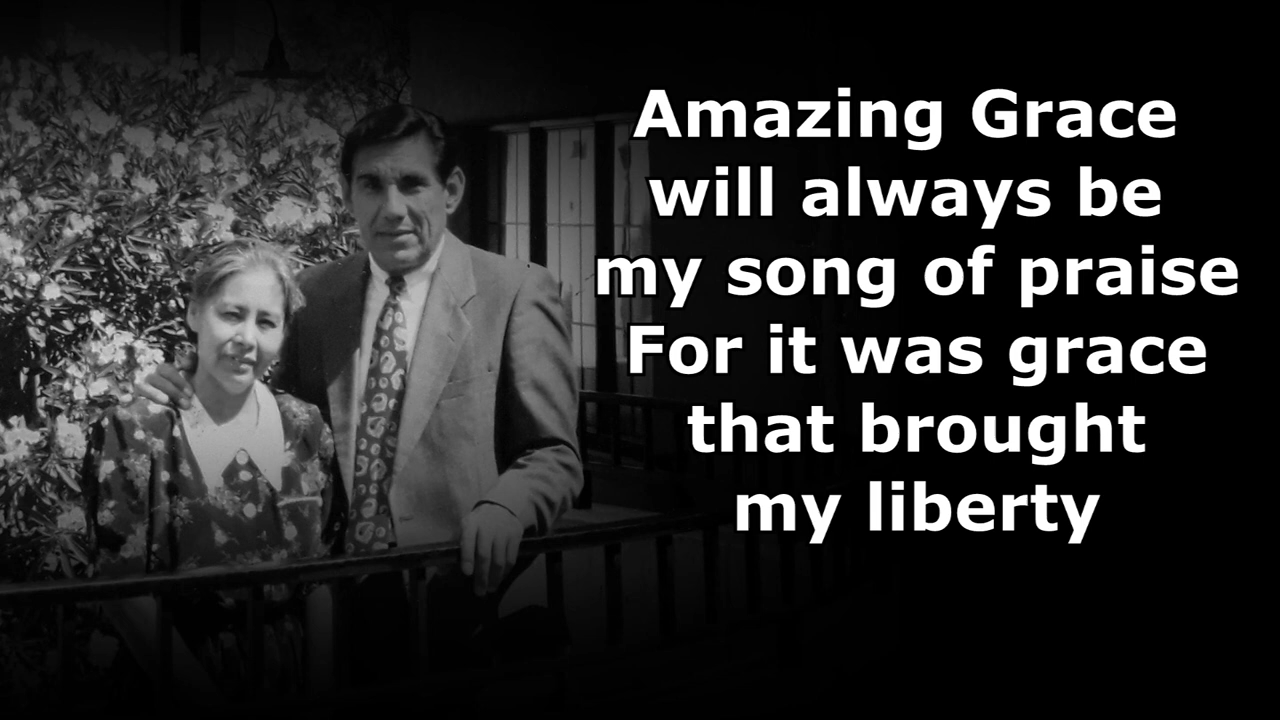 Amazing Grace
will always be
my song of praise
For it was grace
that brought
my liberty